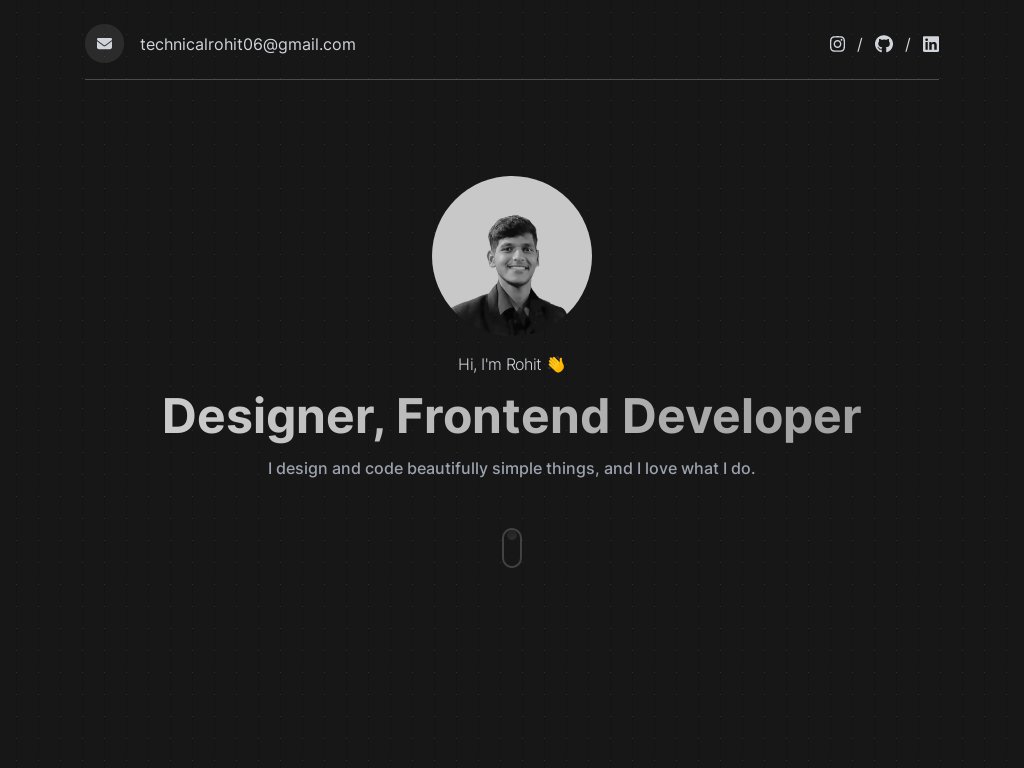 technicalrohit06@gmail.com / /
Hi, I'm Rohit 👋
Designer, Frontend Developer
I design and code beautifully simple things, and I love what I do.